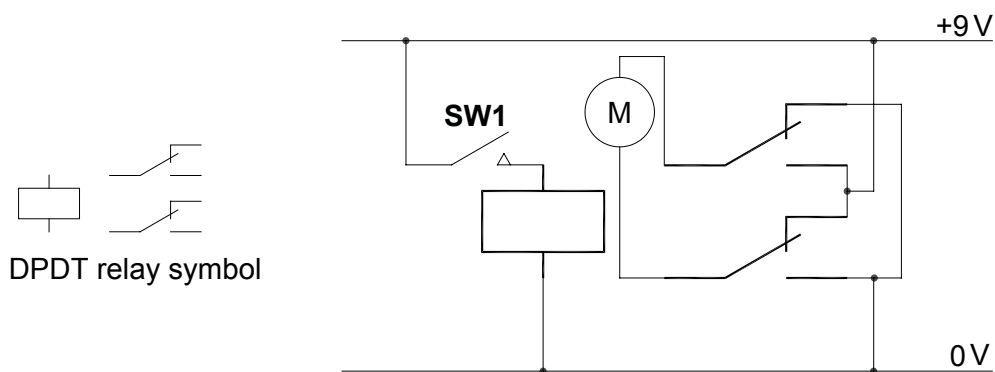 +9 V
SW1
M
DPDT relay symbol
0 V